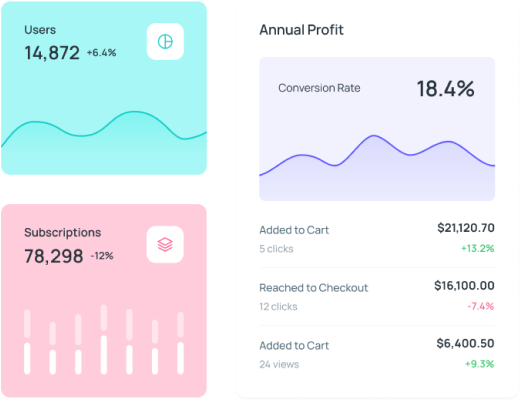 Users
14,872 +6.4%
Subscriptions
78,298 -12%
Annual Profit
Conversion Rate 18.4%
Added to Cart $21,120.70
5 clicks +13.2%
Reached to Checkout $16,100.00
12 clicks -7.4%
Added to Cart $6,400.50
24 views +9.3%